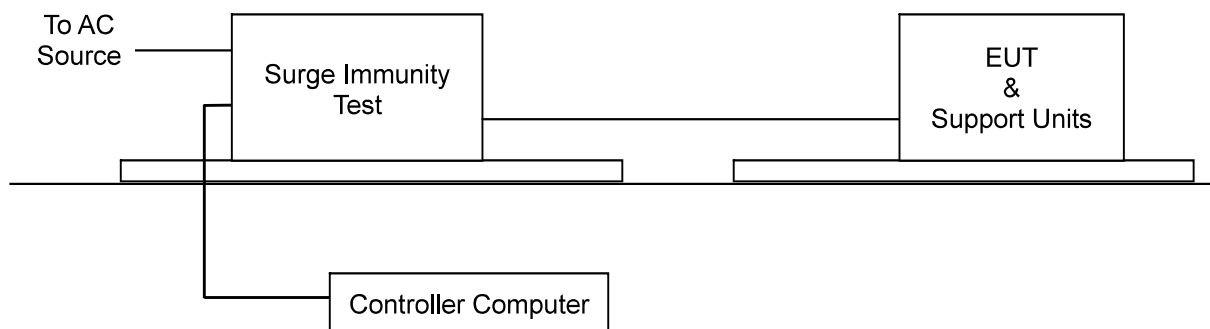 To AC
Source
Surge Immunity
Test
EUT
&
Support Units
Controller Computer